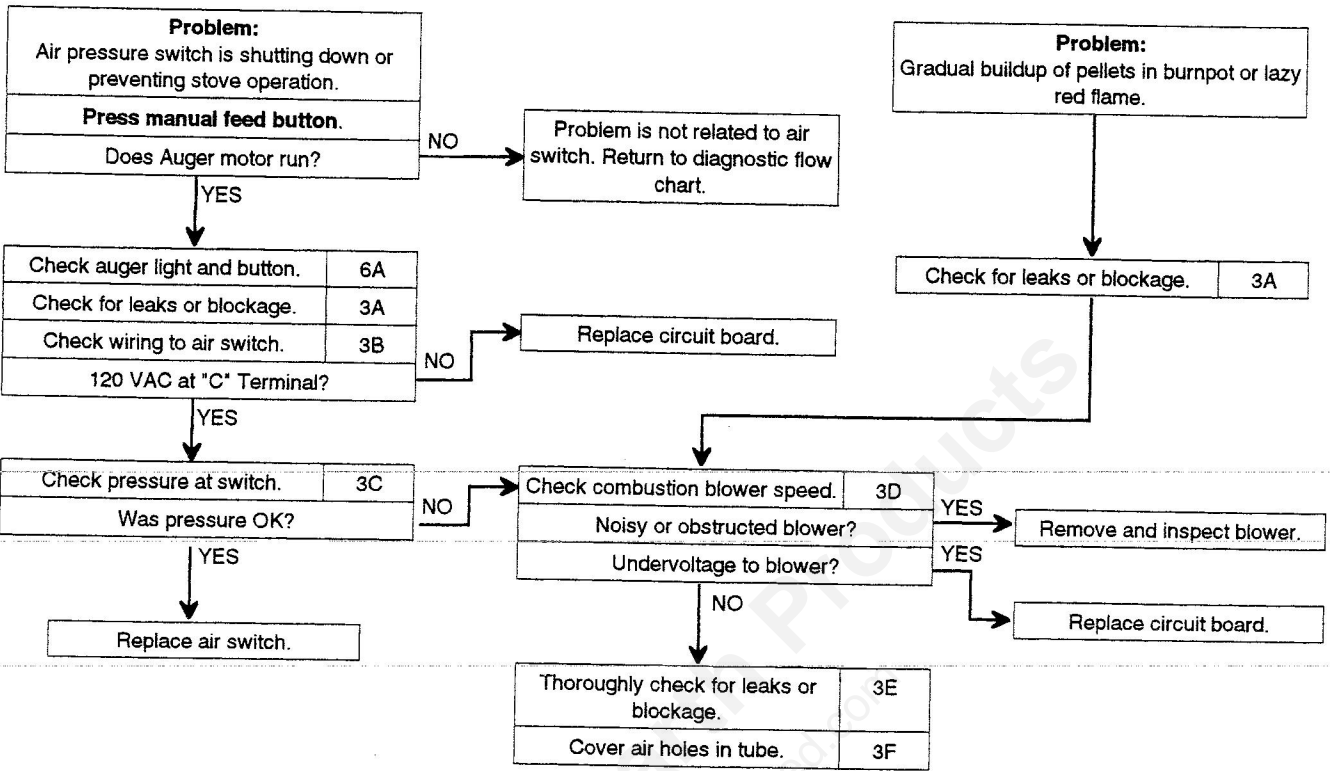 Problem:
Air pressure switch is shutting down or
preventing stove operation.
Press manual feed button.
Does Auger motor run?
NO
Problem is not related to air
switch. Return to diagnostic flow
chart.
YES
Check auger light and button. 6A
Check for leaks or blockage. 3A
Check wiring to air switch. 3B
120 VAC at "C" Terminal?
NO
Replace circuit board.
YES
Check pressure at switch. 3C
Was pressure OK?
NO
YES
Replace air switch.
Problem:
Gradual buildup of pellets in burnpot or lazy
red flame.
Check for leaks or blockage. 3A
Check combustion blower speed. 3D
Noisy or obstructed blower?
YES
Remove and inspect blower.
Undervoltage to blower?
YES
Replace circuit board.
NO
Thoroughly check for leaks or
blockage. 3E
Cover air holes in tube. 3F
Products